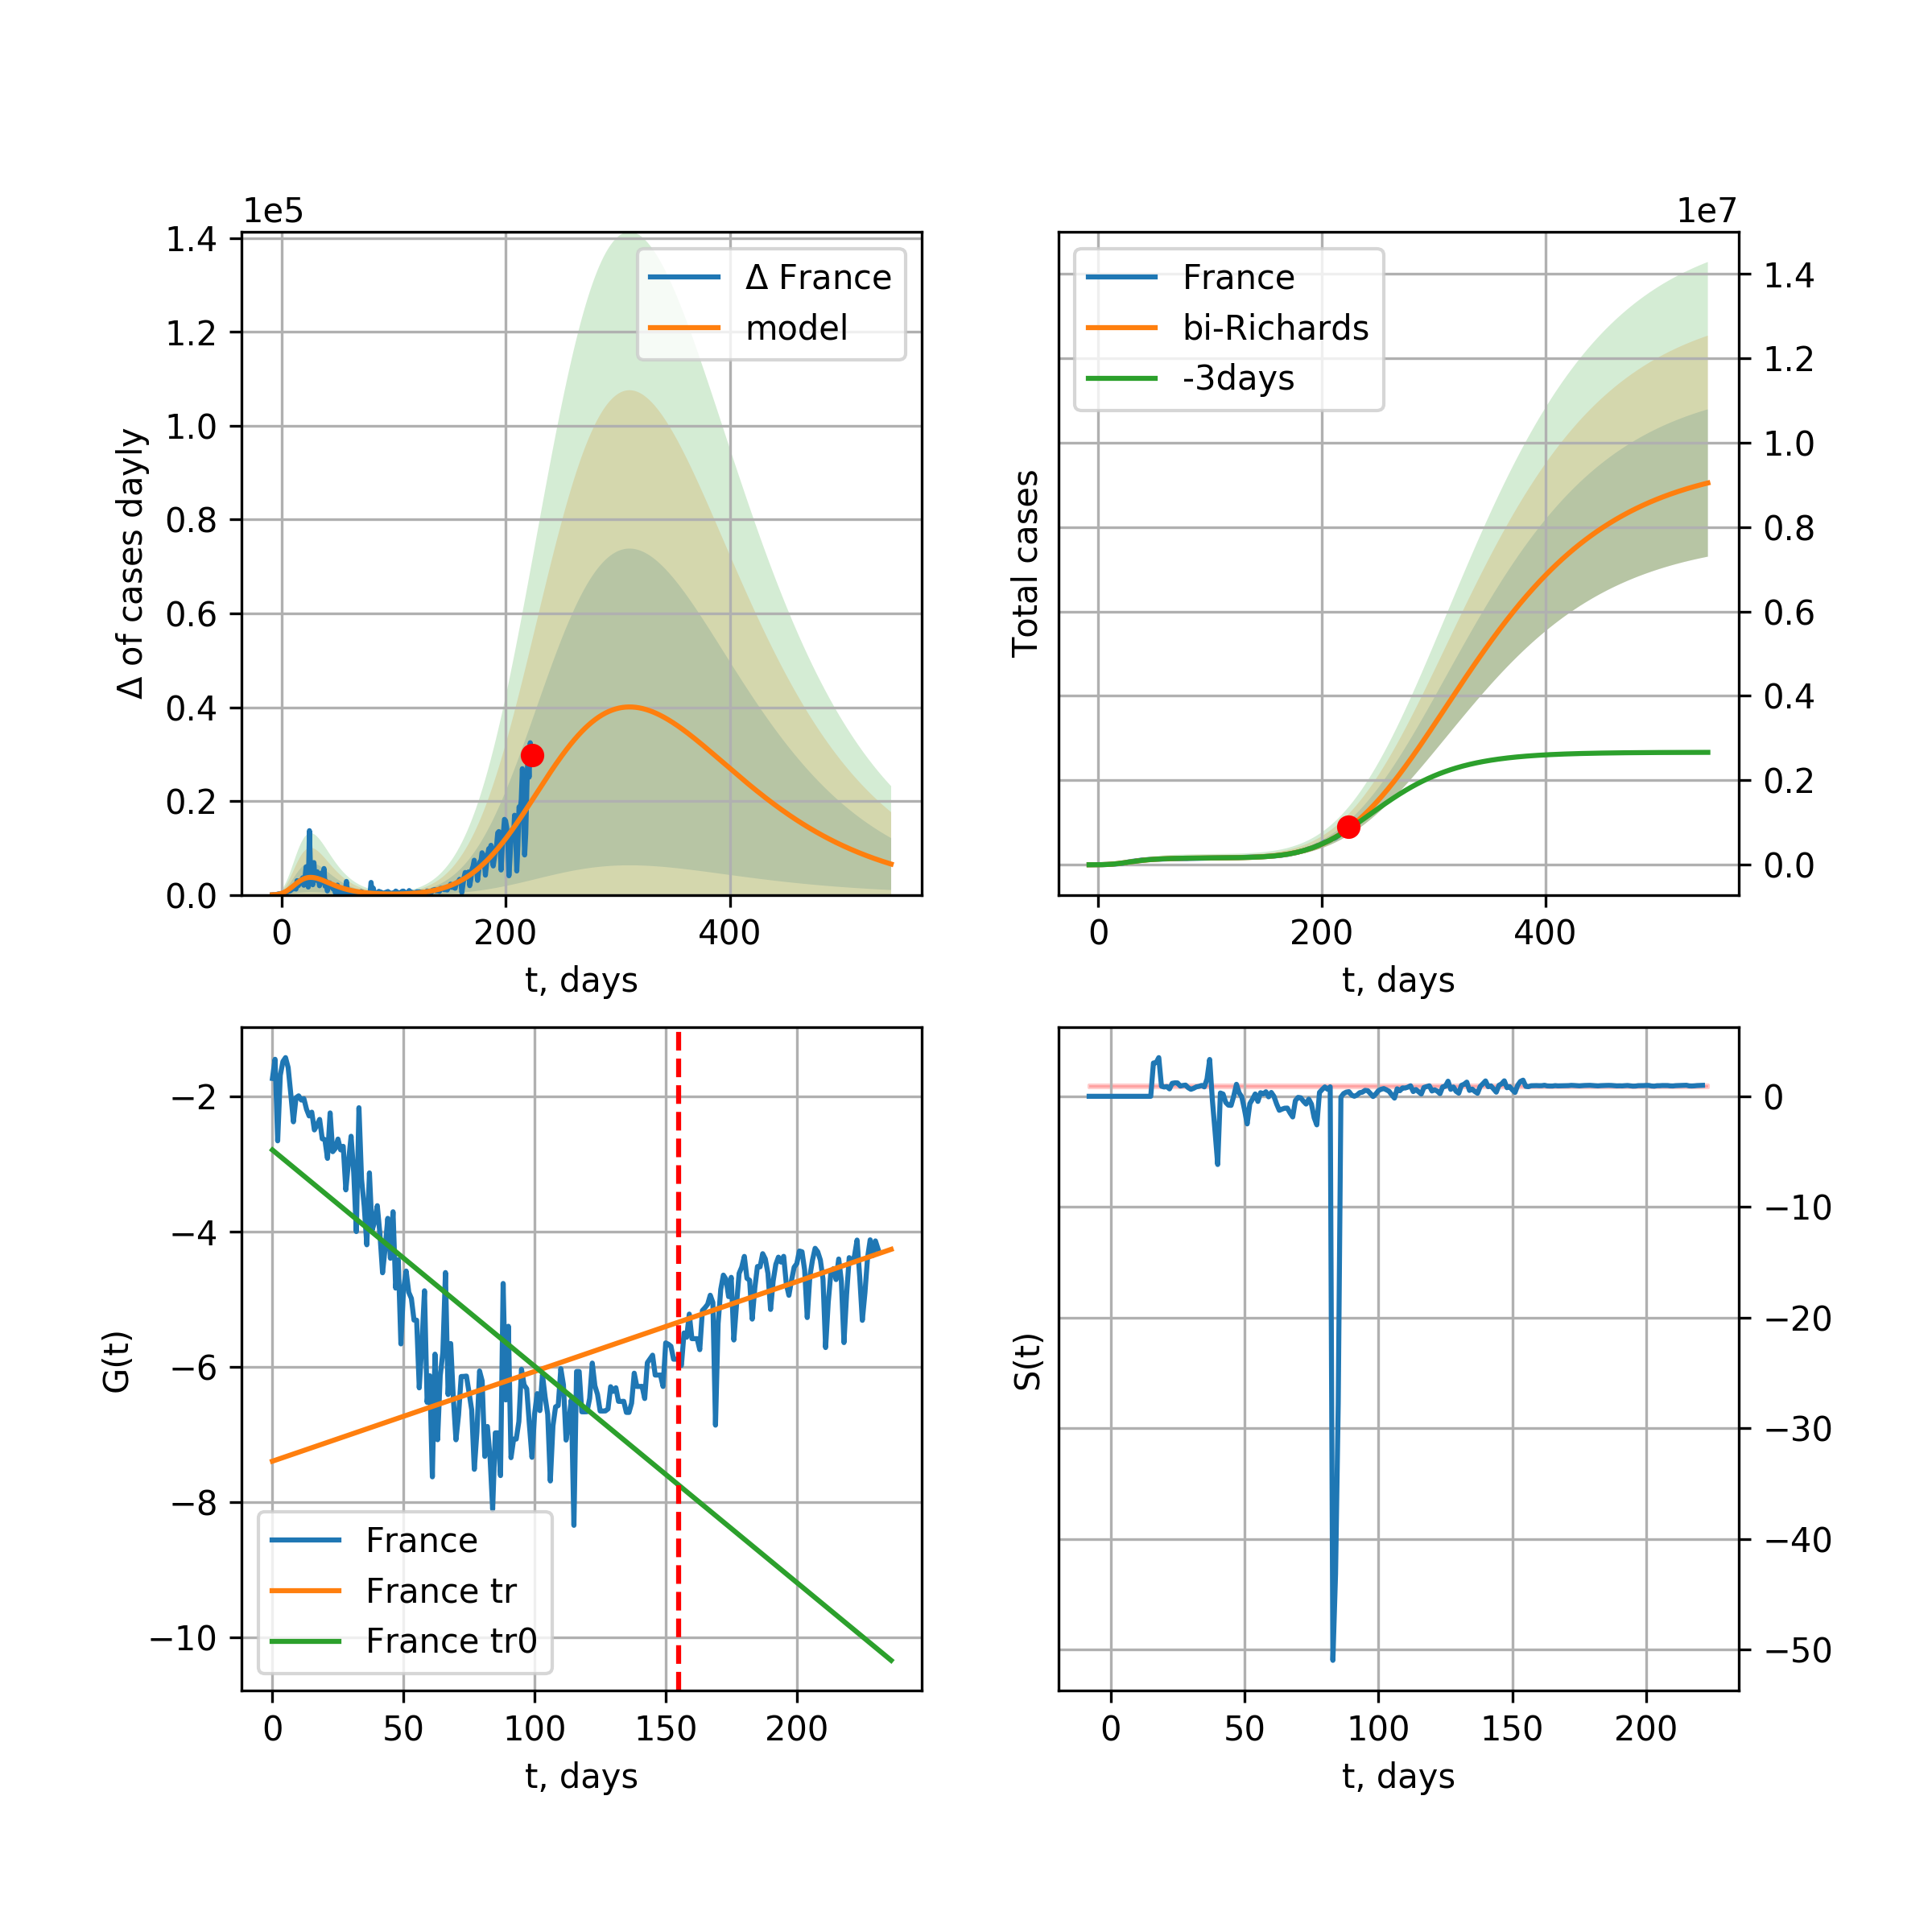 1e5
1.4
1.2
1.0
0.8
0.6
0.4
0.2
0.0
Δ of cases dayly
Δ France
model
0 200 400
t, days
1e7
France
bi-Richards
-3days
Total cases
1.4
1.2
1.0
0.8
0.6
0.4
0.2
0.0
0 200 400
t, days
−2
−4
−6
−8
−10
G(t)
France
France tr
France tr0
0 50 100 150 200
t, days
S(t)
0
−10
−20
−30
−40
−50
0 50 100 150 200
t, days